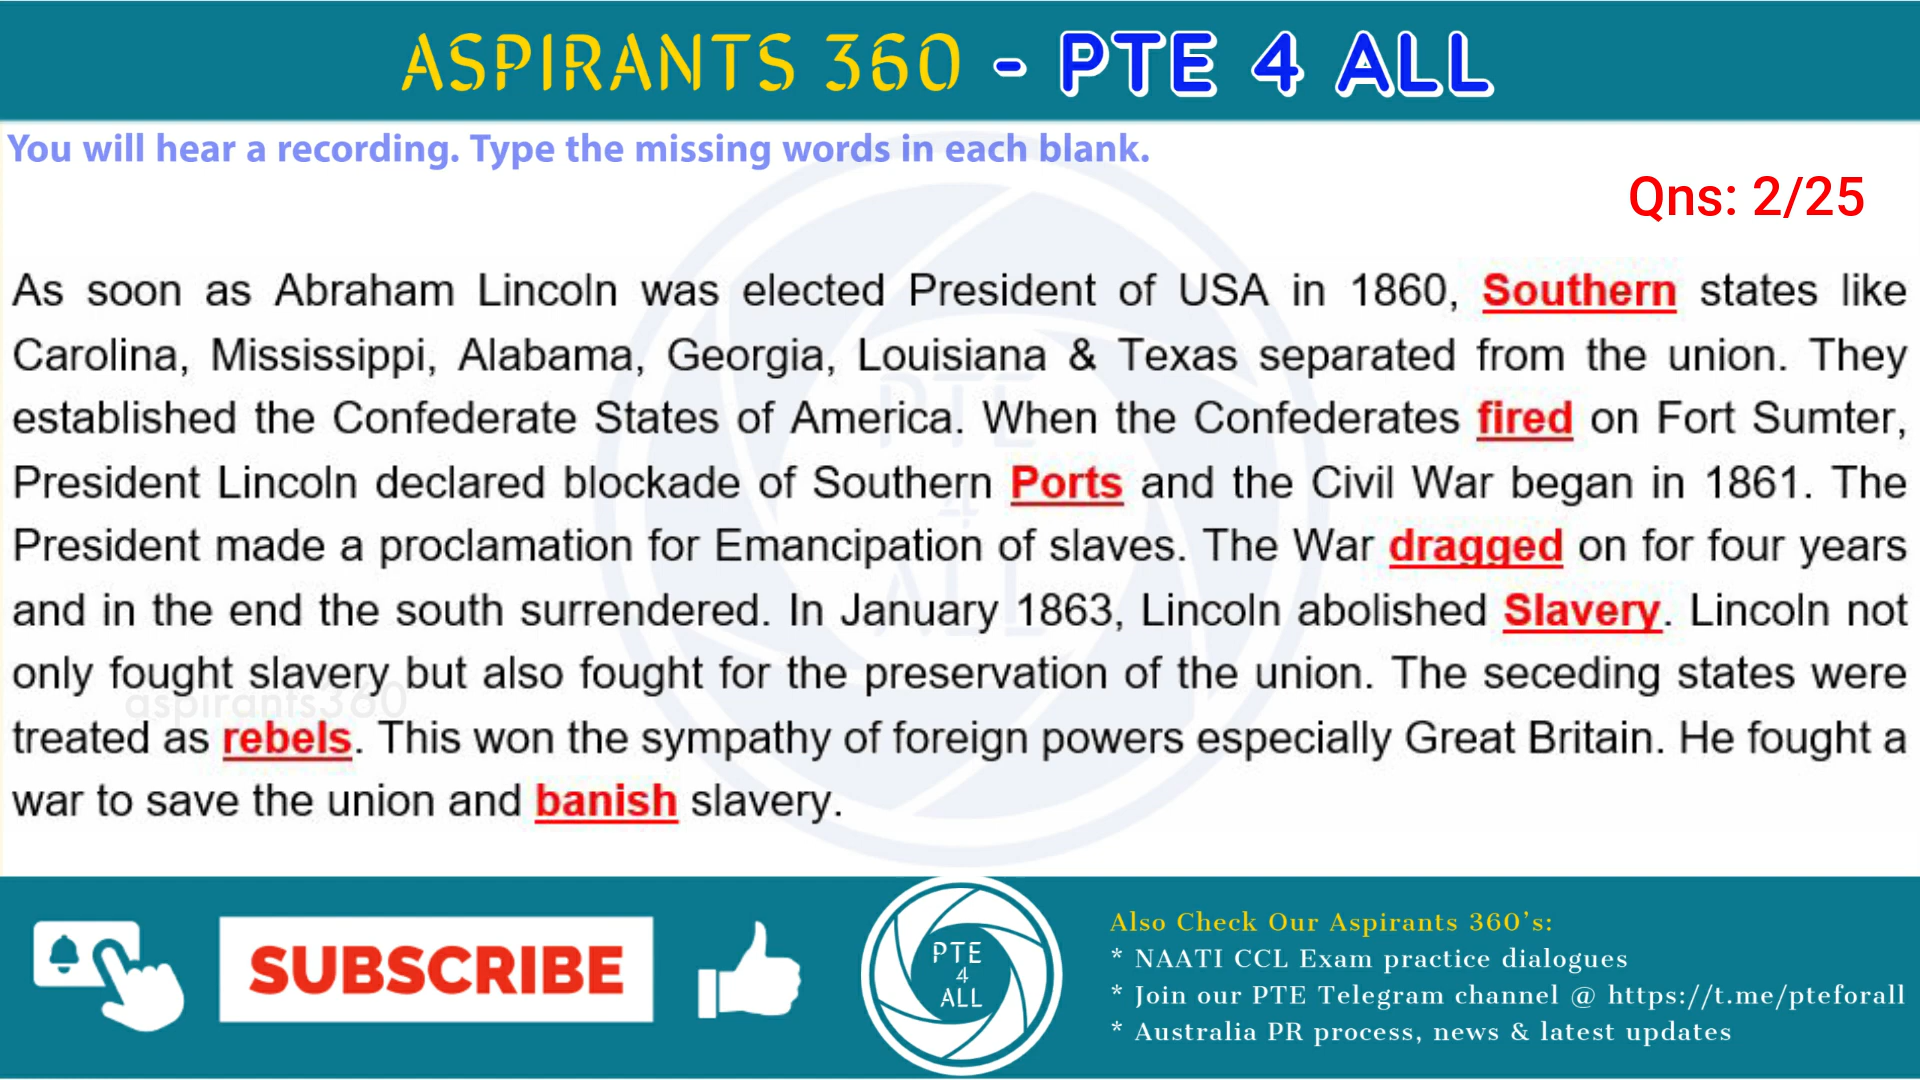 ASPIRANTS 360 - PTE 4 ALL
You will hear a recording. Type the missing words in each blank.
Qns: 2/25
As soon as Abraham Lincoln was elected President of USA in 1860, Southern states like
Carolina, Mississippi, Alabama, Georgia, Louisiana & Texas separated from the union. They
established the Confederate States of America. When the Confederates fired on Fort Sumter,
President Lincoln declared blockade of Southern Ports and the Civil War began in 1861. The
President made a proclamation for Emancipation of slaves. The War dragged on for four years
and in the end the south surrendered. In January 1863, Lincoln abolished Slavery. Lincoln not
only fought slavery but also fought for the preservation of the union. The seceding states were
aspirants360
treated as rebels. This won the sympathy of foreign powers especially Great Britain. He fought a
war to save the union and banish slavery.
PTE
4
ALL
SUBSCRIBE
PTE
4
ALL
Also Check Our Aspirants 360's:
* NAATI CCL Exam practice dialogues
* Join our PTE Telegram channel @ https://t.me/pteforall
* Australia PR process, news & latest updates